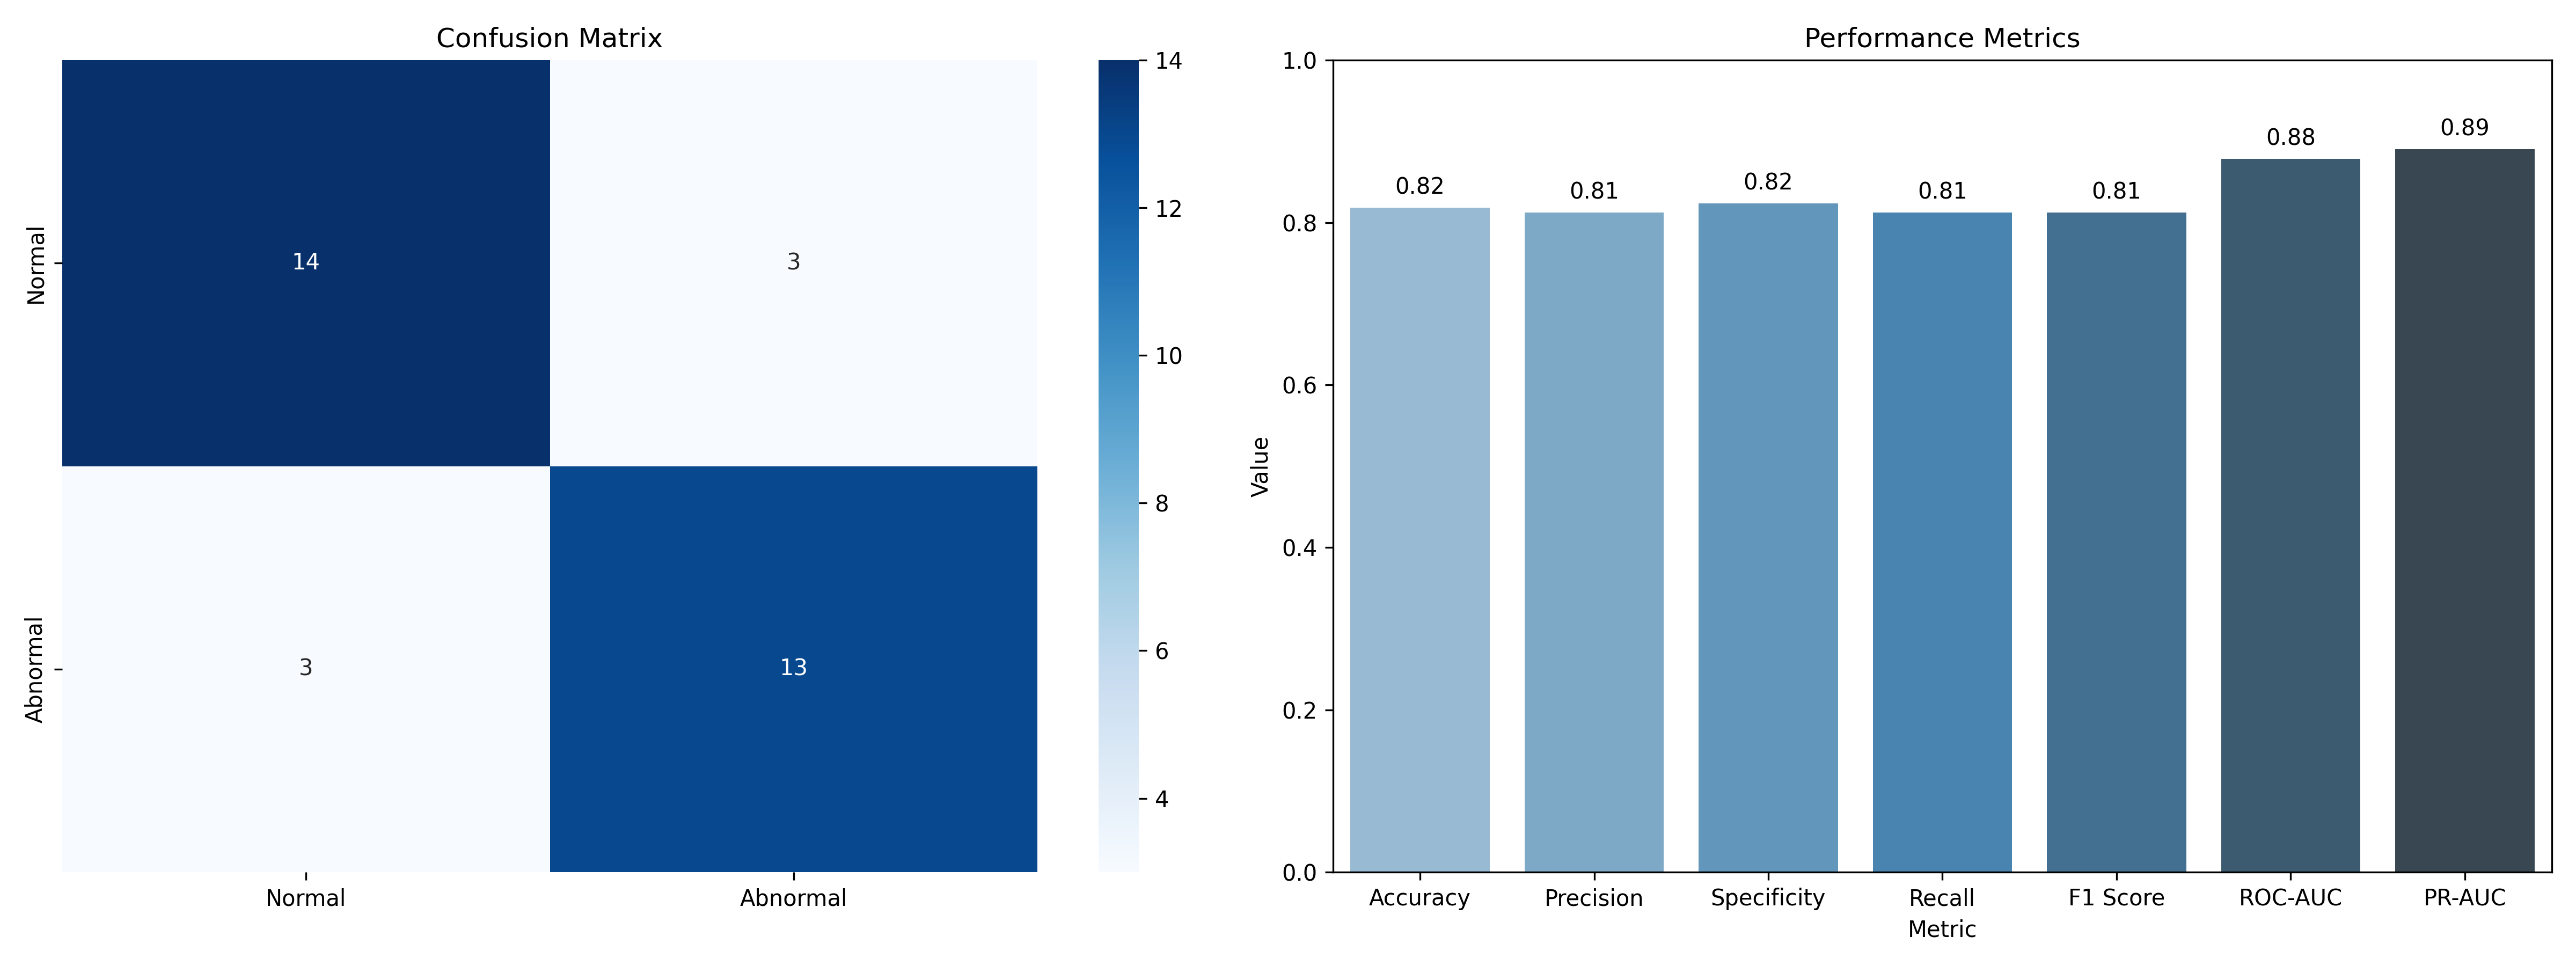 Confusion Matrix
Normal
Abnormal
14
3
3
13
Normal
Abnormal
14
12
10
8
6
4
Performance Metrics
Value
1.0
0.8
0.6
0.4
0.2
0.0
0.82
0.81
0.82
0.81
0.81
0.88
0.89
Accuracy
Precision
Specificity
Recall
F1 Score
ROC-AUC
PR-AUC
Metric